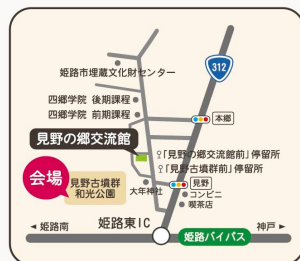 312
姫路市埋蔵文化財センター
四郷学院 後期課程
四郷学院 前期課程
本郷
見野の郷交流館
「見野の郷交流館前」停留所
「見野古墳群前」停留所
会場
見野古墳群
和光公園
見野
大年神社
コンビニ
喫茶店
姫路東IC
◀ 姫路南
神戸 ▶
姫路バイパス